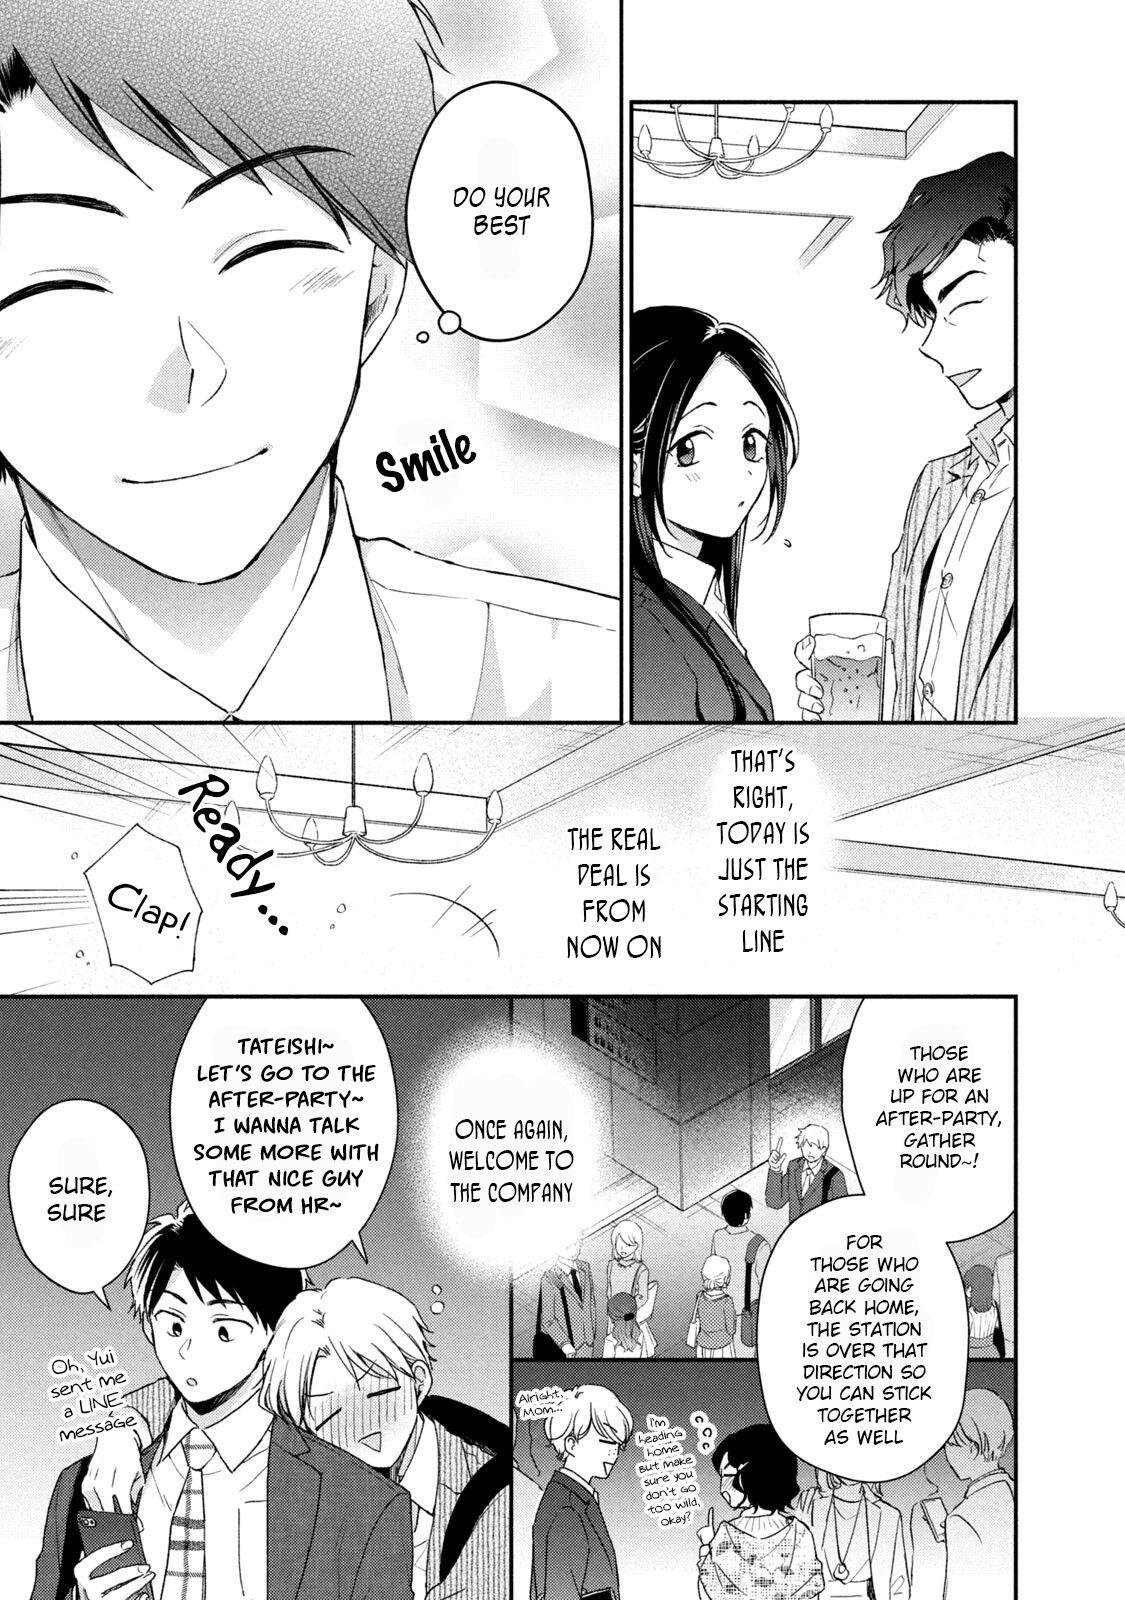 DO YOUR
BEST
Smile
THAT'S
RIGHT,
TODAY IS
JUST THE
STARTING
LINE
THE REAL
DEAL IS
FROM
NOW ON
Ready...
Clap!
THOSE
WHO ARE
UP FOR AN
AFTER-PARTY,
GATHER
ROUND~!
FOR
THOSE WHO
ARE GOING
BACK HOME,
THE STATION
IS OVER THAT
DIRECTION SO
YOU CAN STICK
TOGETHER
AS WELL
I'm
heading
home
but make
sure you
don't go
too wild,
okay?
Alright,
Mom...
ONCE AGAIN,
WELCOME TO
THE COMPANY
TATEISHI~
LET'S GO TO THE
AFTER-PARTY~
I WANNA TALK
SOME MORE WITH
THAT NICE GUY
FROM HR~
SURE,
SURE
Oh, Yui
sent me
a LINE
message